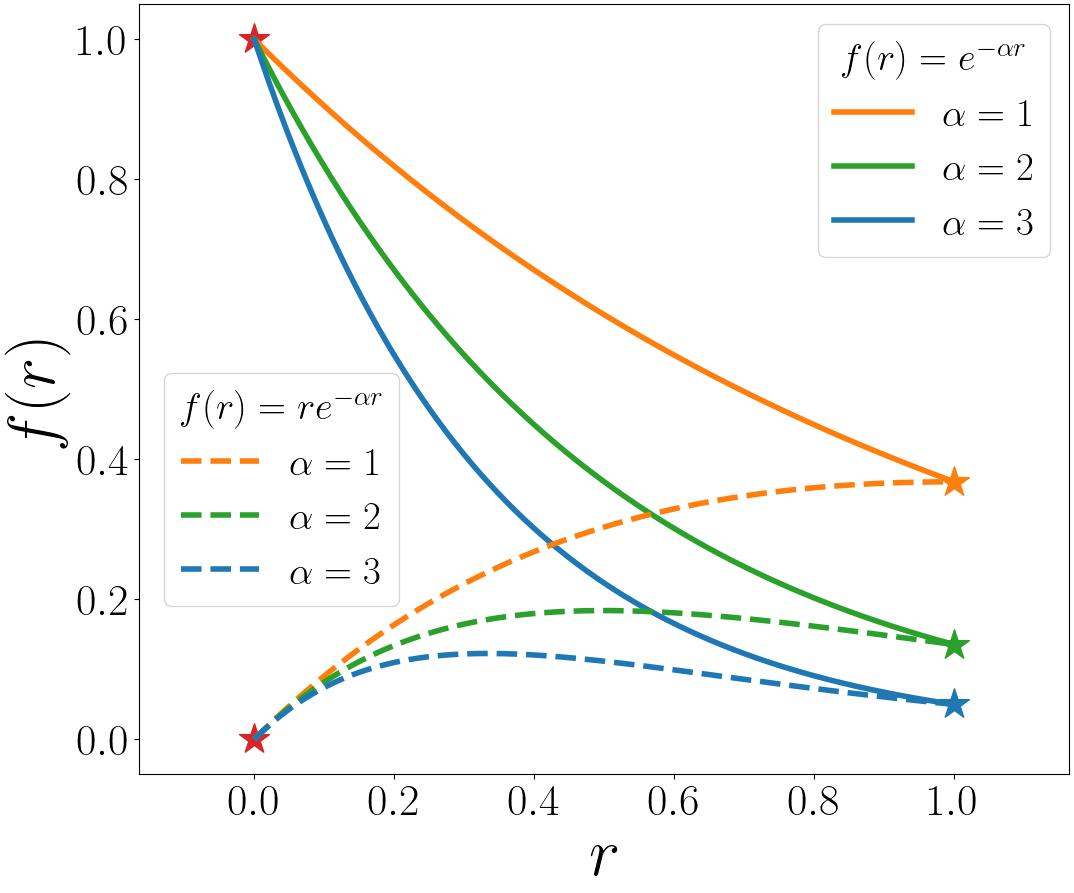 f(r)
1.0
0.8
0.6
0.4
0.2
0.0
f(r) = e^{-αr}
α = 1
α = 2
α = 3
f(r) = re^{-αr}
α = 1
α = 2
α = 3
0.0 0.2 0.4 0.6 0.8 1.0
r